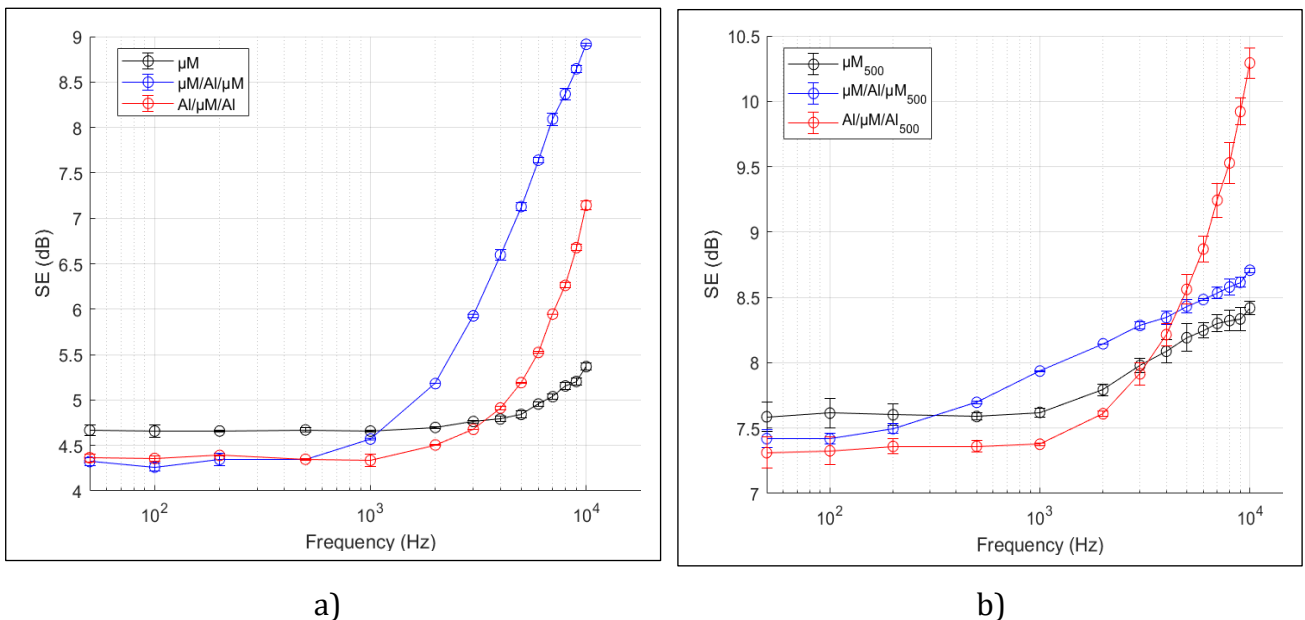 9
8.5
8
7.5
7
6.5
6
5.5
5
4.5
4
SE (dB)
10²
10³
10⁴
Frequency (Hz)
µM
µM/Al/µM
Al/µM/Al
a)
10.5
10
9.5
9
8.5
8
7.5
7
SE (dB)
10²
10³
10⁴
Frequency (Hz)
µM₅₀₀
µM/Al/µM₅₀₀
Al/µM/Al₅₀₀
b)